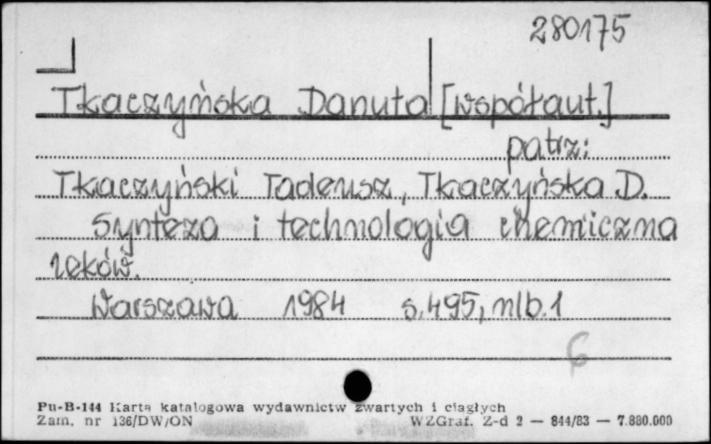 280175
Tkaczyńska Danuta [współaut.]
patrz:
Tkaczyński Tadeusz, Tkaczyńska D.
Synteza i technologia chemiczna
leków.
Warszawa 1984 s. 495, nlb. 1
6
Pu-B-144 Karta katalogowa wydawnictw zwartych i ciągłych
Zam. nr 136/DW/ON WZGraf. Z-d 2 — 844/83 — 7.880.000